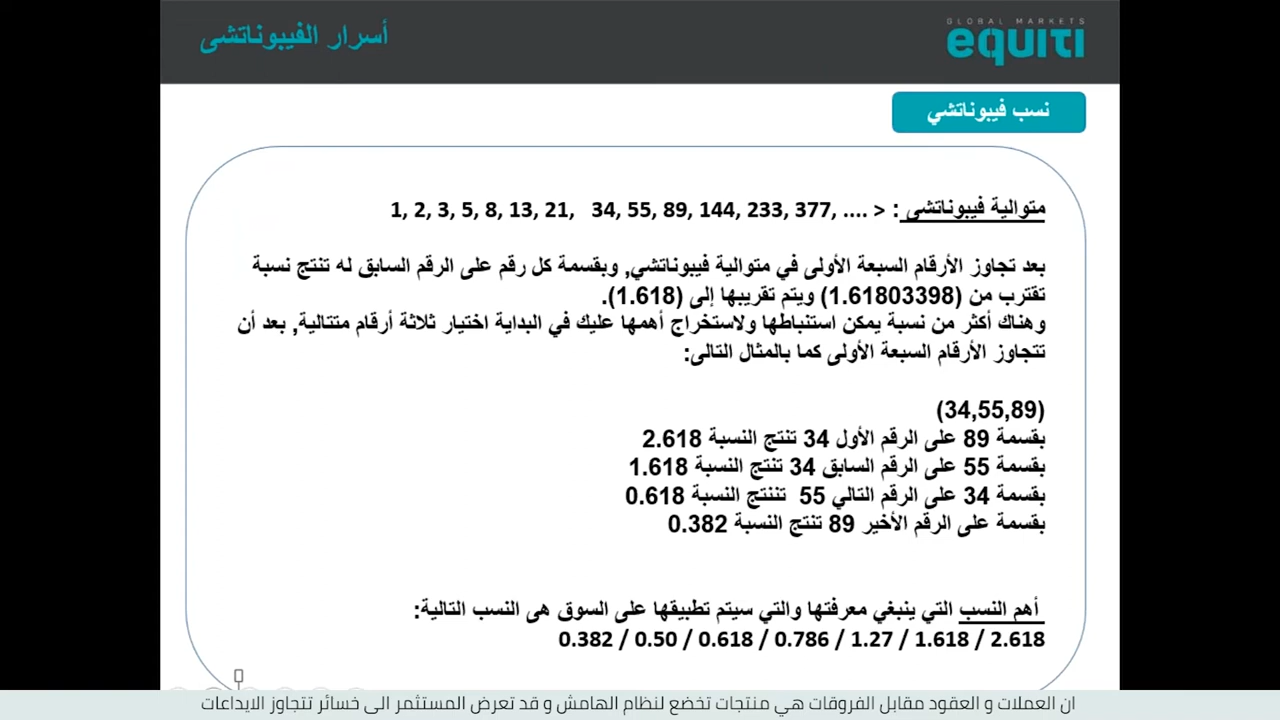 أسرار الفيبوناتشى
GLOBAL MARKETS
equiti
نسب فيبوناتشي
متوالية فيبوناتشى : 1, 2, 3, 5, 8, 13, 21, 34, 55, 89, 144, 233, 377, .... >
بعد تجاوز الأرقام السبعة الأولى في متوالية فيبوناتشي, وبقسمة كل رقم على الرقم السابق له تنتج نسبة
تقترب من (1.61803398) ويتم تقريبها إلى (1.618).
وهناك أكثر من نسبة يمكن استنباطها ولاستخراج أهمها عليك في البداية اختيار ثلاثة أرقام متتالية, بعد أن
تتجاوز الأرقام السبعة الأولى كما بالمثال التالى:
(34,55,89)
بقسمة 89 على الرقم الأول 34 تنتج النسبة 2.618
بقسمة 55 على الرقم السابق 34 تنتج النسبة 1.618
بقسمة 34 على الرقم التالي 55 تننتج النسبة 0.618
بقسمة على الرقم الأخير 89 تنتج النسبة 0.382
أهم النسب التي ينبغي معرفتها والتي سيتم تطبيقها على السوق هى النسب التالية:
0.382 / 0.50 / 0.618 / 0.786 / 1.27 / 1.618 / 2.618
ان العملات و العقود مقابل الفروقات هي منتجات تخضع لنظام الهامش و قد تعرض المستثمر الى خسائر تتجاوز الايداعات